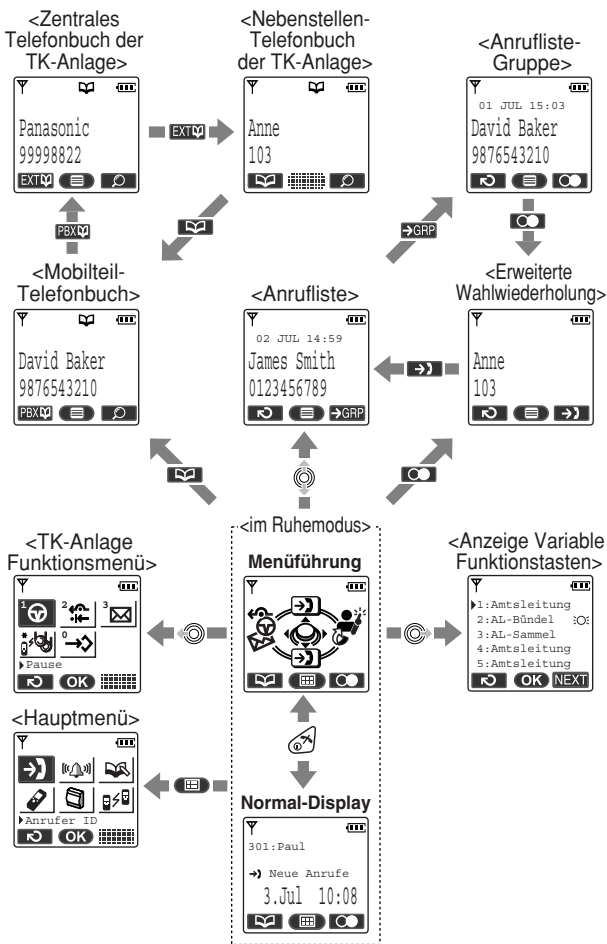 <Zentrales
Telefonbuch der
TK-Anlage>
<Nebenstellen-
Telefonbuch
der TK-Anlage>
<Anrufliste-
Gruppe>
Panasonic
99998822
EXT
EXT
Anne
103
01 JUL 15:03
David Baker
9876543210
PBX
GRP
<Mobilteil-
Telefonbuch>
<Anrufliste>
<Erweiterte
Wahlwiederholung>
David Baker
9876543210
PBX
02 JUL 14:59
James Smith
0123456789
GRP
Anne
103
<im Ruhemodus>
<TK-Anlage
Funktionsmenü>
Menüführung
<Anzeige Variable
Funktionstasten>
1 2 3
* 0
Pause
OK
1:Amtsleitung
2:AL-Bündel
3:AL-Sammel
4:Amtsleitung
5:Amtsleitung
OK NEXT
<Hauptmenü>
Anrufer ID
OK
Normal-Display
301:Paul
Neue Anrufe
3.Jul 10:08